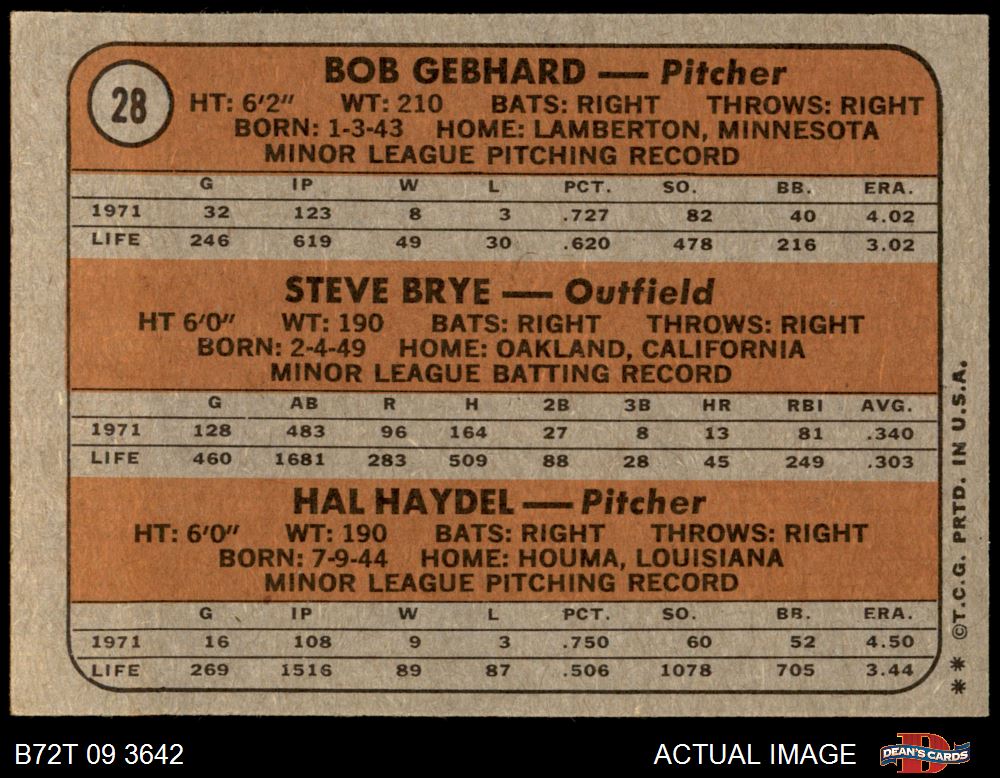 28
BOB GEBHARD — Pitcher
HT: 6'2" WT: 210 BATS: RIGHT THROWS: RIGHT
BORN: 1-3-43 HOME: LAMBERTON, MINNESOTA
MINOR LEAGUE PITCHING RECORD
G IP W L PCT. SO. BB. ERA.
1971 32 123 8 3 .727 82 40 4.02
LIFE 246 619 49 30 .620 478 216 3.02
STEVE BRYE — Outfield
HT 6'0" WT: 190 BATS: RIGHT THROWS: RIGHT
BORN: 2-4-49 HOME: OAKLAND, CALIFORNIA
MINOR LEAGUE BATTING RECORD
G AB R H 2B 3B HR RBI AVG.
1971 128 483 96 164 27 8 13 81 .340
LIFE 460 1681 283 509 88 28 45 249 .303
HAL HAYDEL — Pitcher
HT: 6'0" WT: 190 BATS: RIGHT THROWS: RIGHT
BORN: 7-9-44 HOME: HOUMA, LOUISIANA
MINOR LEAGUE PITCHING RECORD
G IP W L PCT. SO. BB. ERA.
1971 16 108 9 3 .750 60 52 4.50
LIFE 269 1516 89 87 .506 1078 705 3.44
** ©T.C.G. PRTD. IN U.S.A.
B72T 09 3642
ACTUAL IMAGE
D
DEAN'S CARDS